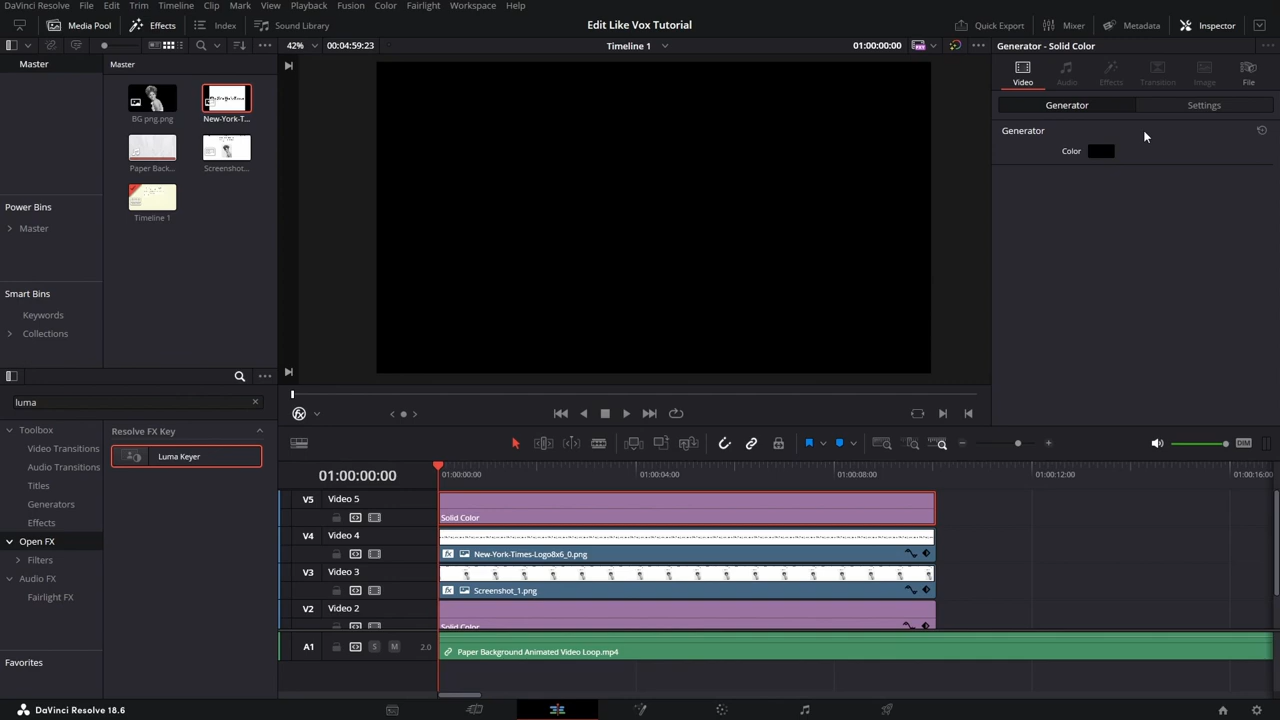 DaVinci Resolve File Edit Trim Timeline Clip Mark View Playback Fusion Color Fairlight Workspace Help
Media Pool Effects Index Sound Library Edit Like Vox Tutorial Quick Export Mixer Metadata Inspector
42% 00:04:59:23 Timeline 1 01:00:00:00 Generator - Solid Color
Master Master
Video Audio Effects Transition Image File
BG png.png New-York-T...
Generator Settings
Generator
Color
Paper Back... Screenshot...
Timeline 1
Power Bins
Master
Smart Bins
Keywords
Collections
luma
Toolbox Resolve FX Key
Video Transitions Luma Keyer
Audio Transitions
Titles
Generators
Effects
Open FX
Filters
Audio FX
Fairlight FX
Favorites
DIM
01:00:00:00 01:00:00:00 01:00:04:00 01:00:08:00 01:00:12:00 01:00:16:00
V5 Video 5
Solid Color
V4 Video 4
New-York-Times-Logo8x6_0.png
V3 Video 3
Screenshot_1.png
V2 Video 2
Solid Color
A1 S M 2.0 Paper Background Animated Video Loop.mp4
DaVinci Resolve 18.6